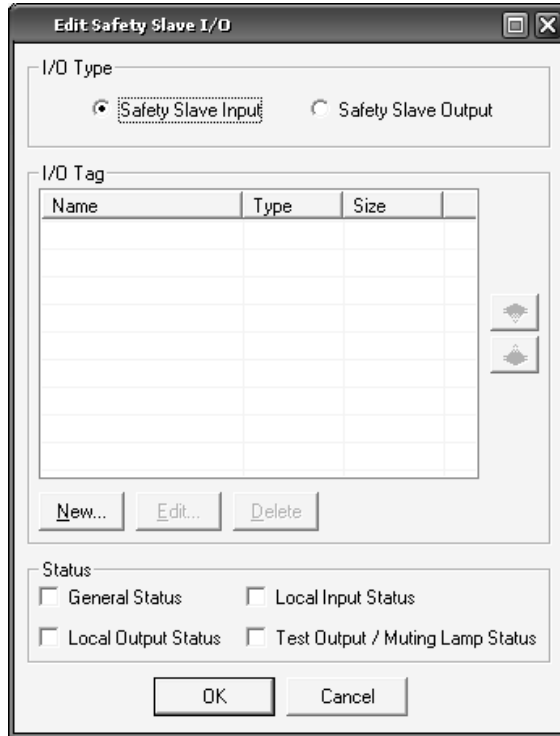 Edit Safety Slave I/O
I/O Type
Safety Slave Input
Safety Slave Output
I/O Tag
Name Type Size
New... Edit... Delete
Status
General Status
Local Input Status
Local Output Status
Test Output / Muting Lamp Status
OK Cancel